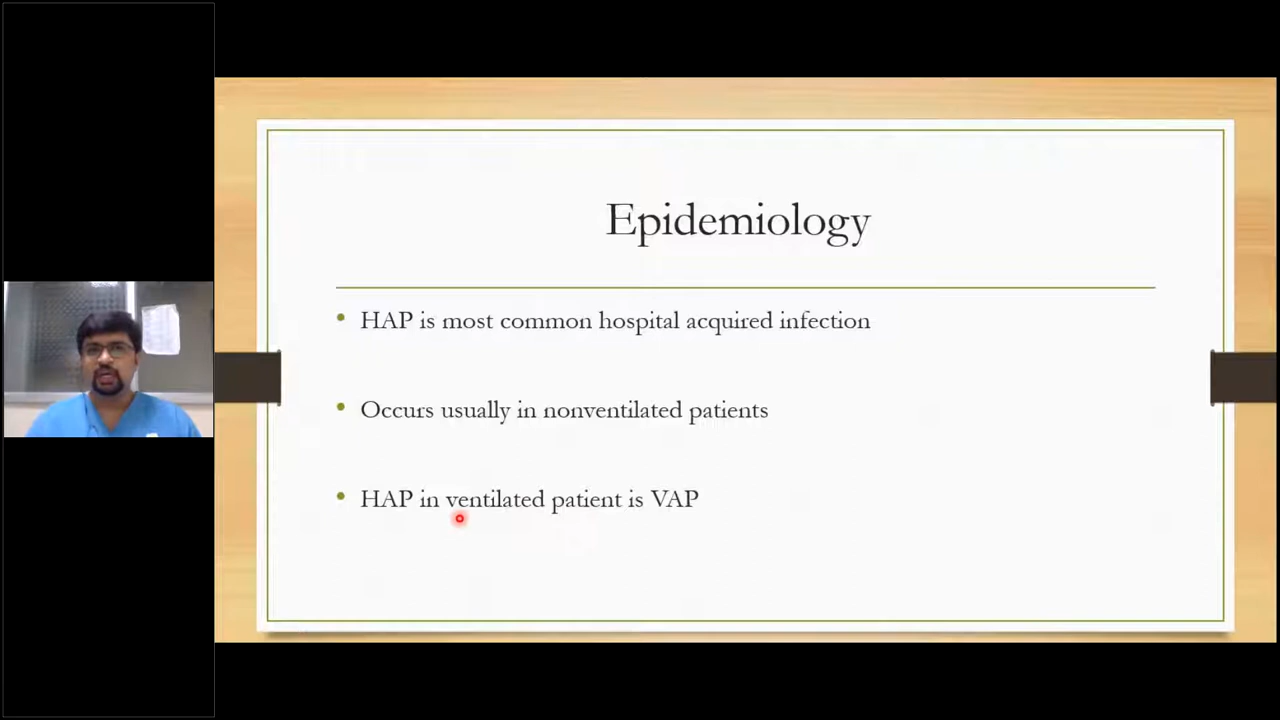 Epidemiology
• HAP is most common hospital acquired infection
• Occurs usually in nonventilated patients
• HAP in ventilated patient is VAP